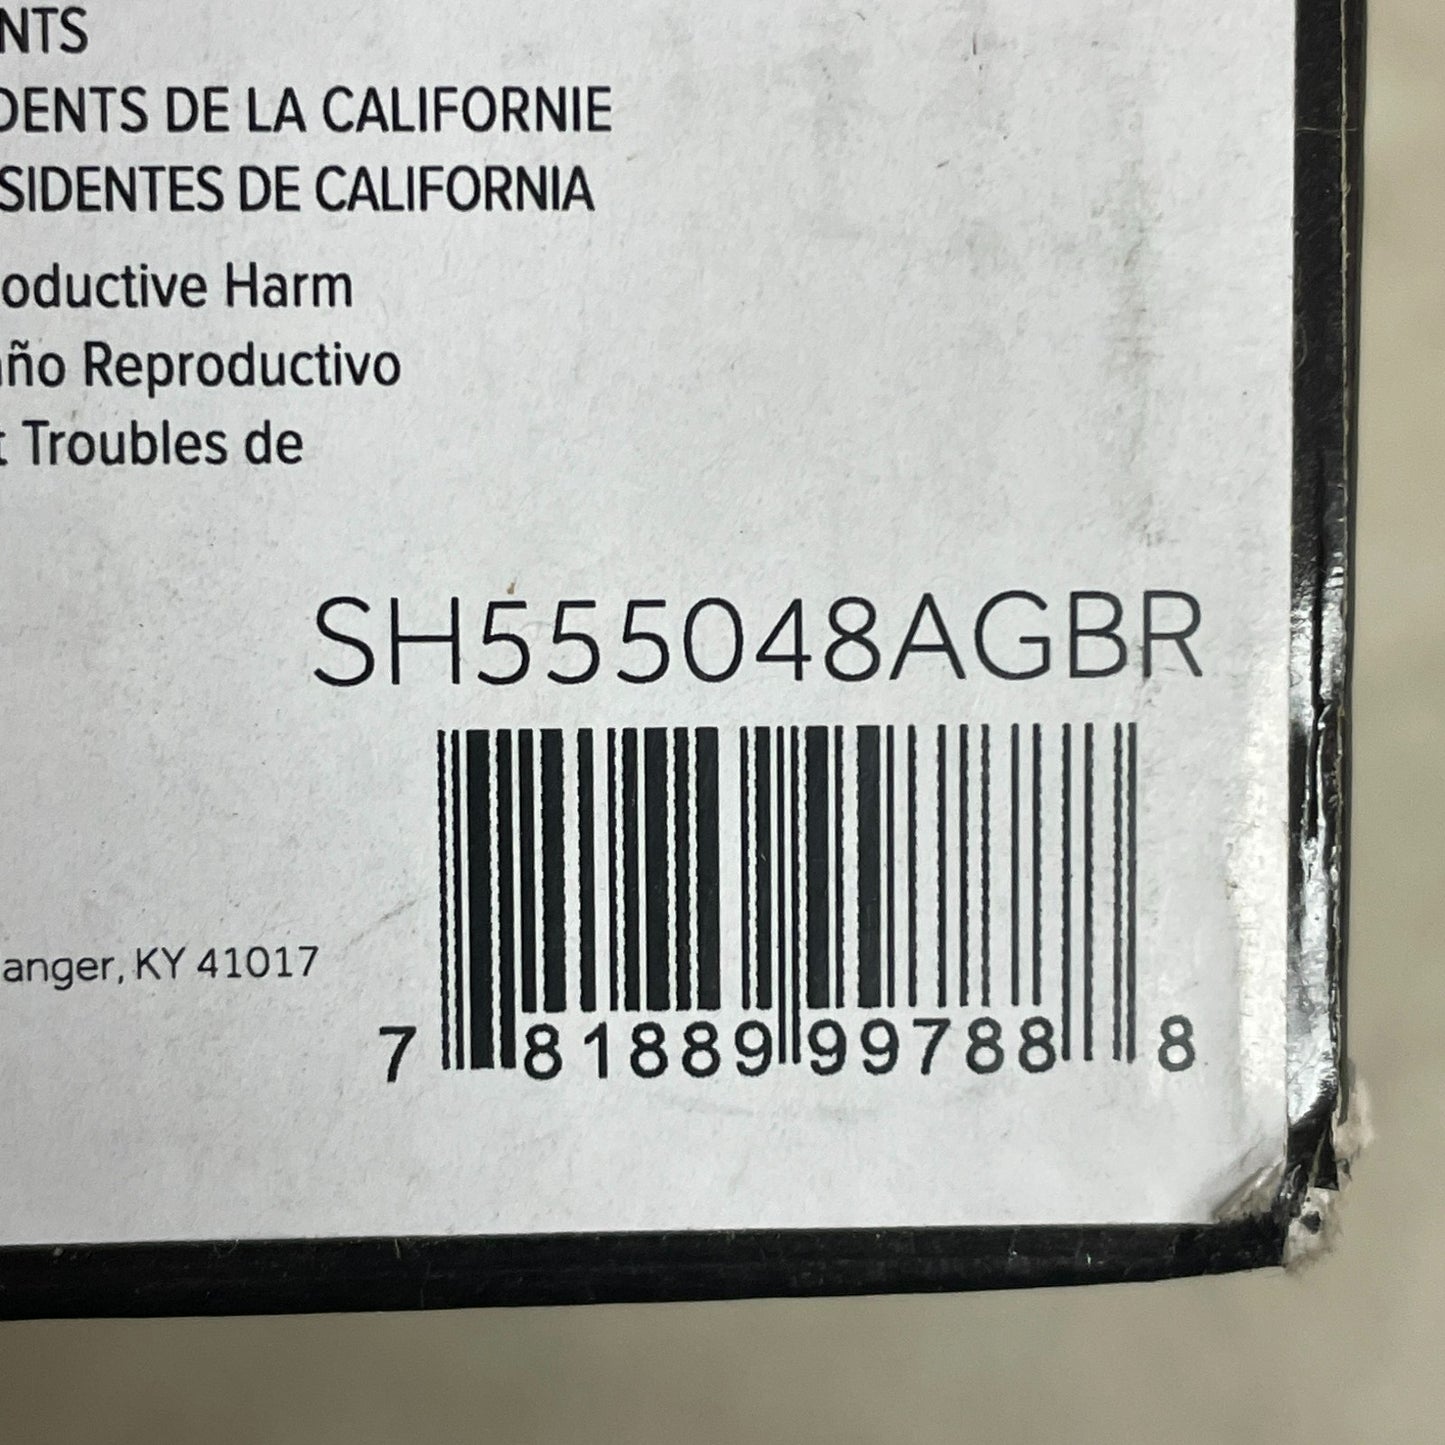 NTS
DENTS DE LA CALIFORNIE
SIDENTES DE CALIFORNIA
oductive Harm
año Reproductivo
t Troubles de
SH555048AGBR
anger, KY 41017
7 81889 99788 8